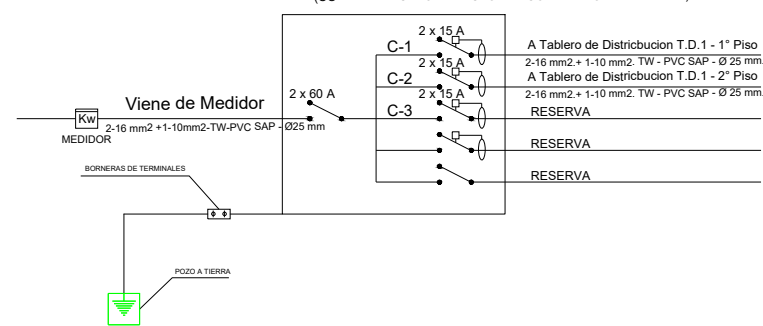 2 x 15 A
C-1
A Tablero de Districbucion T.D.1 - 1° Piso
2-16 mm2.+ 1-10 mm2. TW - PVC SAP - Ø 25 mm.
2 x 15 A
C-2
A Tablero de Districbucion T.D.1 - 2° Piso
2-16 mm2.+ 1-10 mm2. TW - PVC SAP - Ø 25 mm.
2 x 15 A
C-3
RESERVA
RESERVA
RESERVA
2 x 60 A
Viene de Medidor
Kw
2-16 mm2 +1-10mm2-TW-PVC SAP - Ø25 mm
MEDIDOR
BORNERAS DE TERMINALES
POZO A TIERRA